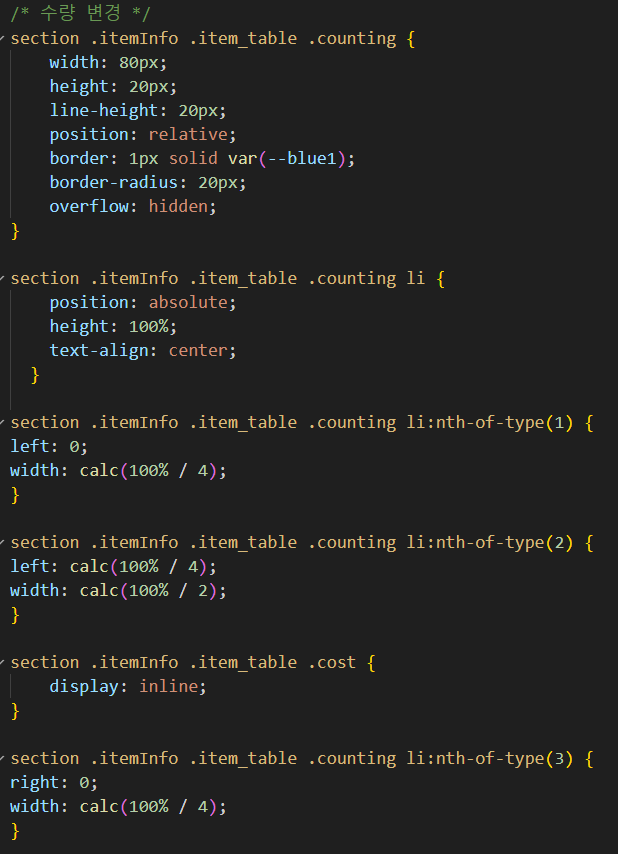 /* 수량 변경 */
section .itemInfo .item_table .counting {
width: 80px;
height: 20px;
line-height: 20px;
position: relative;
border: 1px solid var(--blue1);
border-radius: 20px;
overflow: hidden;
}
section .itemInfo .item_table .counting li {
position: absolute;
height: 100%;
text-align: center;
}
section .itemInfo .item_table .counting li:nth-of-type(1) {
left: 0;
width: calc(100% / 4);
}
section .itemInfo .item_table .counting li:nth-of-type(2) {
left: calc(100% / 4);
width: calc(100% / 2);
}
section .itemInfo .item_table .cost {
display: inline;
}
section .itemInfo .item_table .counting li:nth-of-type(3) {
right: 0;
width: calc(100% / 4);
}